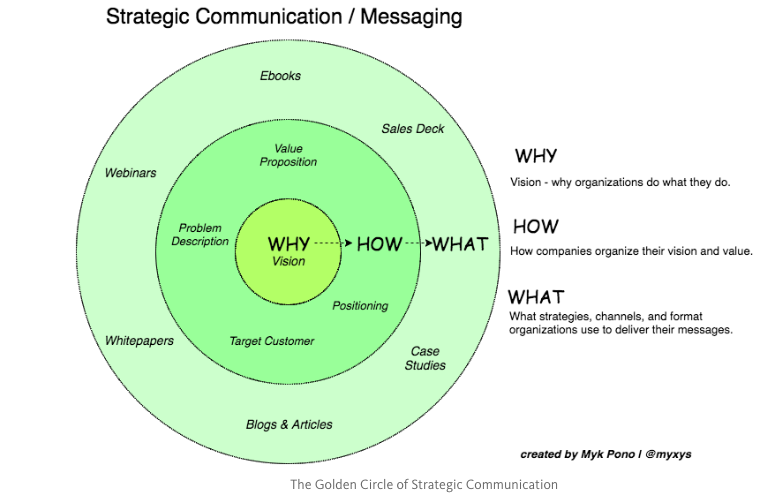 Strategic Communication / Messaging
Ebooks
Sales Deck
Value
Proposition
Webinars
Problem
Description
WHY
Vision
HOW
WHAT
Positioning
Target Customer
Whitepapers
Case
Studies
Blogs & Articles
WHY
Vision - why organizations do what they do.
HOW
How companies organize their vision and value.
WHAT
What strategies, channels, and format
organizations use to deliver their messages.
created by Myk Pono I @myxys
The Golden Circle of Strategic Communication